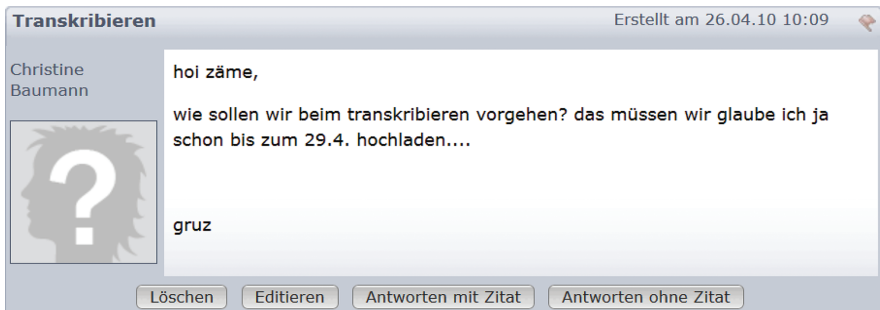 Transkribieren
Erstellt am 26.04.10 10:09
Christine
Baumann
hoi zäme,
wie sollen wir beim transkribieren vorgehen? das müssen wir glaube ich ja
schon bis zum 29.4. hochladen....
gruz
?
Löschen
Editieren
Antworten mit Zitat
Antworten ohne Zitat